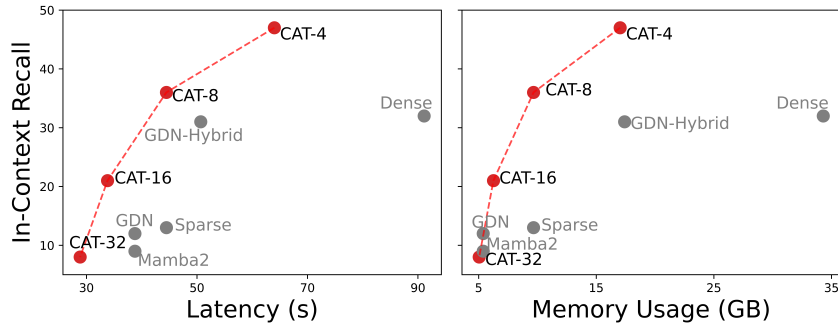 In-Context Recall
50
40
30
20
10
CAT-4
CAT-8
Dense
GDN-Hybrid
CAT-16
GDN
Sparse
CAT-32
Mamba2
30
50
70
90
Latency (s)
CAT-4
CAT-8
Dense
GDN-Hybrid
CAT-16
GDN
Sparse
Mamba2
CAT-32
5
15
25
35
Memory Usage (GB)